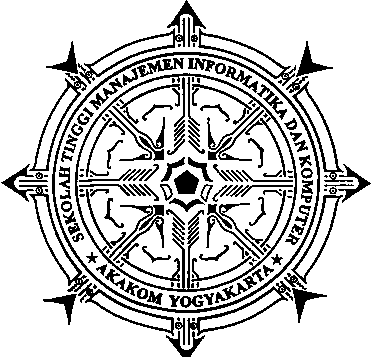 SEKOLAH TINGGI MANAJEMEN INFORMATIKA DAN KOMPUTER
★ AKAKOM YOGYAKARTA ★